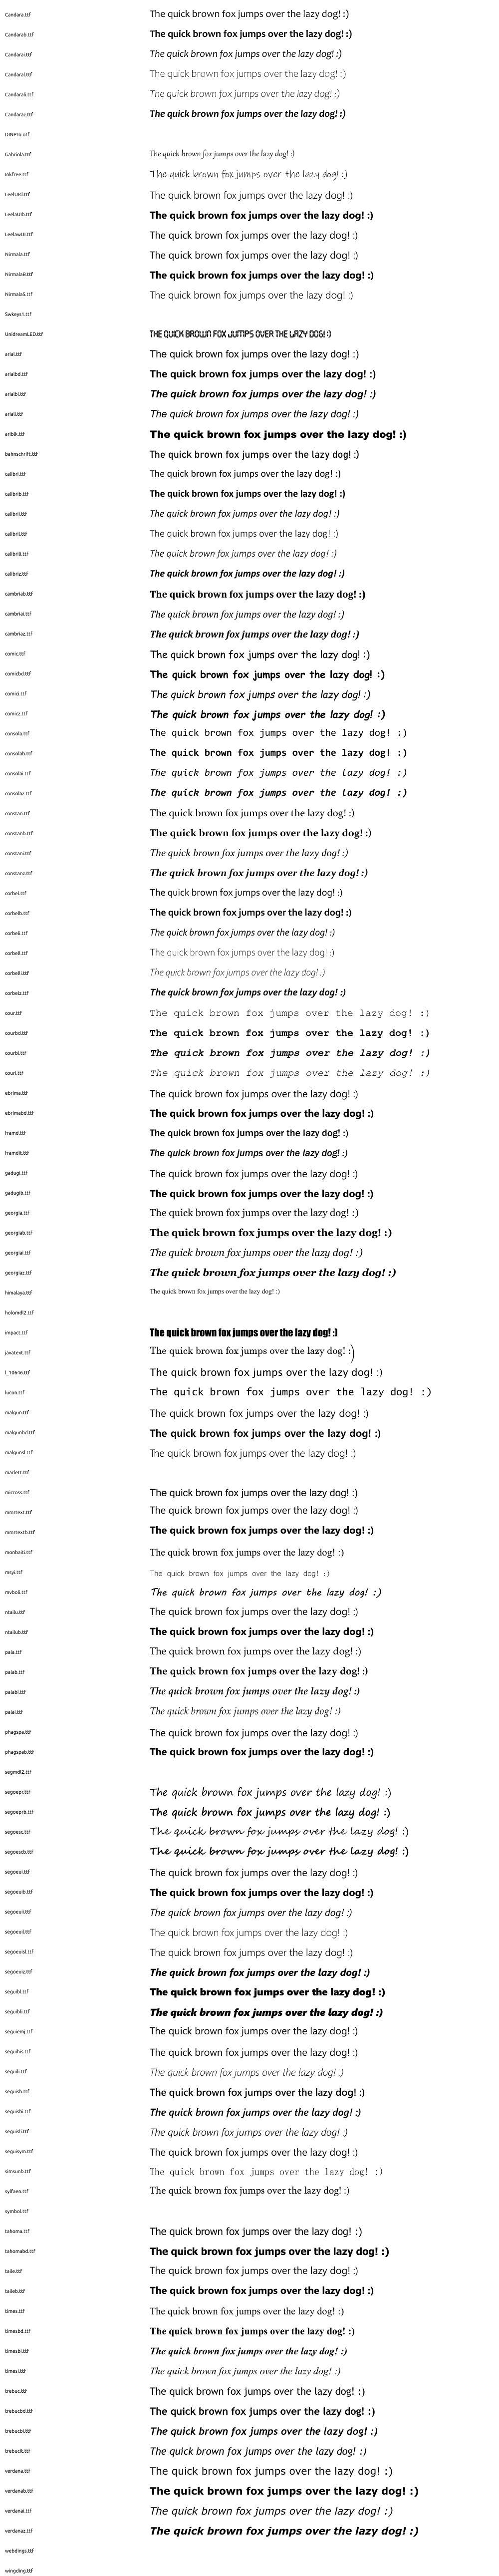 Candara.ttf The quick brown fox jumps over the lazy dog! :)
Candarab.ttf The quick brown fox jumps over the lazy dog! :)
Candarai.ttf The quick brown fox jumps over the lazy dog! :)
Candaral.ttf The quick brown fox jumps over the lazy dog! :)
Candarali.ttf The quick brown fox jumps over the lazy dog! :)
Candaraz.ttf The quick brown fox jumps over the lazy dog! :)
DINPro.otf
Gabriola.ttf The quick brown fox jumps over the lazy dog! :)
Inkfree.ttf The quick brown fox jumps over the lazy dog! :)
LeelUIsl.ttf The quick brown fox jumps over the lazy dog! :)
LeelaUIb.ttf The quick brown fox jumps over the lazy dog! :)
LeelawUI.ttf The quick brown fox jumps over the lazy dog! :)
Nirmala.ttf The quick brown fox jumps over the lazy dog! :)
NirmalaB.ttf The quick brown fox jumps over the lazy dog! :)
NirmalaS.ttf The quick brown fox jumps over the lazy dog! :)
Swkeys1.ttf
UnidreamLED.ttf THE QUICK BROWN FOX JUMPS OVER THE LAZY DOG! :)
arial.ttf The quick brown fox jumps over the lazy dog! :)
arialbd.ttf The quick brown fox jumps over the lazy dog! :)
arialbi.ttf The quick brown fox jumps over the lazy dog! :)
ariali.ttf The quick brown fox jumps over the lazy dog! :)
ariblk.ttf The quick brown fox jumps over the lazy dog! :)
bahnschrift.ttf The quick brown fox jumps over the lazy dog! :)
calibri.ttf The quick brown fox jumps over the lazy dog! :)
calibrib.ttf The quick brown fox jumps over the lazy dog! :)
calibrii.ttf The quick brown fox jumps over the lazy dog! :)
calibril.ttf The quick brown fox jumps over the lazy dog! :)
calibrili.ttf The quick brown fox jumps over the lazy dog! :)
calibriz.ttf The quick brown fox jumps over the lazy dog! :)
cambriab.ttf The quick brown fox jumps over the lazy dog! :)
cambriai.ttf The quick brown fox jumps over the lazy dog! :)
cambriaz.ttf The quick brown fox jumps over the lazy dog! :)
comic.ttf The quick brown fox jumps over the lazy dog! :)
comicbd.ttf The quick brown fox jumps over the lazy dog! :)
comici.ttf The quick brown fox jumps over the lazy dog! :)
comicz.ttf The quick brown fox jumps over the lazy dog! :)
consola.ttf The quick brown fox jumps over the lazy dog! :)
consolab.ttf The quick brown fox jumps over the lazy dog! :)
consolai.ttf The quick brown fox jumps over the lazy dog! :)
consolaz.ttf The quick brown fox jumps over the lazy dog! :)
constan.ttf The quick brown fox jumps over the lazy dog! :)
constanb.ttf The quick brown fox jumps over the lazy dog! :)
constani.ttf The quick brown fox jumps over the lazy dog! :)
constanz.ttf The quick brown fox jumps over the lazy dog! :)
corbel.ttf The quick brown fox jumps over the lazy dog! :)
corbelb.ttf The quick brown fox jumps over the lazy dog! :)
corbeli.ttf The quick brown fox jumps over the lazy dog! :)
corbell.ttf The quick brown fox jumps over the lazy dog! :)
corbelli.ttf The quick brown fox jumps over the lazy dog! :)
corbelz.ttf The quick brown fox jumps over the lazy dog! :)
cour.ttf The quick brown fox jumps over the lazy dog! :)
courbd.ttf The quick brown fox jumps over the lazy dog! :)
courbi.ttf The quick brown fox jumps over the lazy dog! :)
couri.ttf The quick brown fox jumps over the lazy dog! :)
ebrima.ttf The quick brown fox jumps over the lazy dog! :)
ebrimabd.ttf The quick brown fox jumps over the lazy dog! :)
framd.ttf The quick brown fox jumps over the lazy dog! :)
framdit.ttf The quick brown fox jumps over the lazy dog! :)
gadugi.ttf The quick brown fox jumps over the lazy dog! :)
gadugib.ttf The quick brown fox jumps over the lazy dog! :)
georgia.ttf The quick brown fox jumps over the lazy dog! :)
georgiab.ttf The quick brown fox jumps over the lazy dog! :)
georgiai.ttf The quick brown fox jumps over the lazy dog! :)
georgiaz.ttf The quick brown fox jumps over the lazy dog! :)
himalaya.ttf The quick brown fox jumps over the lazy dog! :)
holomdl2.ttf
impact.ttf The quick brown fox jumps over the lazy dog! :)
javatext.ttf The quick brown fox jumps over the lazy dog! :)
l_10646.ttf The quick brown fox jumps over the lazy dog! :)
lucon.ttf The quick brown fox jumps over the lazy dog! :)
malgun.ttf The quick brown fox jumps over the lazy dog! :)
malgunbd.ttf The quick brown fox jumps over the lazy dog! :)
malgunsl.ttf The quick brown fox jumps over the lazy dog! :)
marlett.ttf
micross.ttf The quick brown fox jumps over the lazy dog! :)
mmrtext.ttf The quick brown fox jumps over the lazy dog! :)
mmrtextb.ttf The quick brown fox jumps over the lazy dog! :)
monbaiti.ttf The quick brown fox jumps over the lazy dog! :)
msyi.ttf The quick brown fox jumps over the lazy dog! :)
mvboli.ttf The quick brown fox jumps over the lazy dog! :)
ntailu.ttf The quick brown fox jumps over the lazy dog! :)
ntailub.ttf The quick brown fox jumps over the lazy dog! :)
pala.ttf The quick brown fox jumps over the lazy dog! :)
palab.ttf The quick brown fox jumps over the lazy dog! :)
palabi.ttf The quick brown fox jumps over the lazy dog! :)
palai.ttf The quick brown fox jumps over the lazy dog! :)
phagspa.ttf The quick brown fox jumps over the lazy dog! :)
phagspab.ttf The quick brown fox jumps over the lazy dog! :)
segmdl2.ttf
segoepr.ttf The quick brown fox jumps over the lazy dog! :)
segoeprb.ttf The quick brown fox jumps over the lazy dog! :)
segoesc.ttf The quick brown fox jumps over the lazy dog! :)
segoescb.ttf The quick brown fox jumps over the lazy dog! :)
segoeui.ttf The quick brown fox jumps over the lazy dog! :)
segoeuib.ttf The quick brown fox jumps over the lazy dog! :)
segoeuii.ttf The quick brown fox jumps over the lazy dog! :)
segoeuil.ttf The quick brown fox jumps over the lazy dog! :)
segoeuisl.ttf The quick brown fox jumps over the lazy dog! :)
segoeuiz.ttf The quick brown fox jumps over the lazy dog! :)
seguibl.ttf The quick brown fox jumps over the lazy dog! :)
seguibli.ttf The quick brown fox jumps over the lazy dog! :)
seguiemj.ttf The quick brown fox jumps over the lazy dog! :)
seguihis.ttf The quick brown fox jumps over the lazy dog! :)
seguili.ttf The quick brown fox jumps over the lazy dog! :)
seguisb.ttf The quick brown fox jumps over the lazy dog! :)
seguisbi.ttf The quick brown fox jumps over the lazy dog! :)
seguisli.ttf The quick brown fox jumps over the lazy dog! :)
seguisym.ttf The quick brown fox jumps over the lazy dog! :)
simsunb.ttf The quick brown fox jumps over the lazy dog! :)
sylfaen.ttf The quick brown fox jumps over the lazy dog! :)
symbol.ttf
tahoma.ttf The quick brown fox jumps over the lazy dog! :)
tahomabd.ttf The quick brown fox jumps over the lazy dog! :)
taile.ttf The quick brown fox jumps over the lazy dog! :)
taileb.ttf The quick brown fox jumps over the lazy dog! :)
times.ttf The quick brown fox jumps over the lazy dog! :)
timesbd.ttf The quick brown fox jumps over the lazy dog! :)
timesbi.ttf The quick brown fox jumps over the lazy dog! :)
timesi.ttf The quick brown fox jumps over the lazy dog! :)
trebuc.ttf The quick brown fox jumps over the lazy dog! :)
trebucbd.ttf The quick brown fox jumps over the lazy dog! :)
trebucbi.ttf The quick brown fox jumps over the lazy dog! :)
trebucit.ttf The quick brown fox jumps over the lazy dog! :)
verdana.ttf The quick brown fox jumps over the lazy dog! :)
verdanab.ttf The quick brown fox jumps over the lazy dog! :)
verdanai.ttf The quick brown fox jumps over the lazy dog! :)
verdanaz.ttf The quick brown fox jumps over the lazy dog! :)
webdings.ttf
wingding.ttf